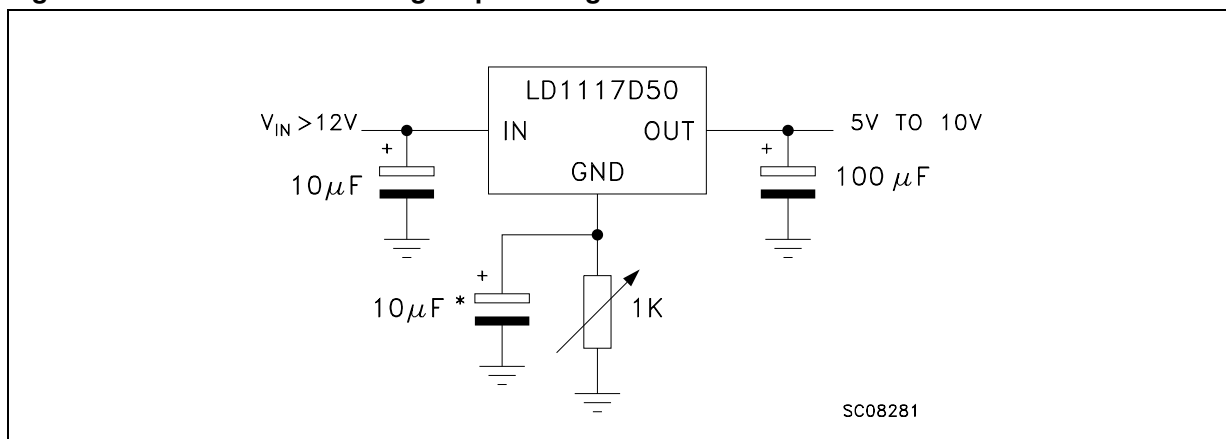 LD1117D50
V_IN >12V
IN
OUT
5V TO 10V
GND
+
10μF
+
100 μF
+
10μF *
1K
SC08281